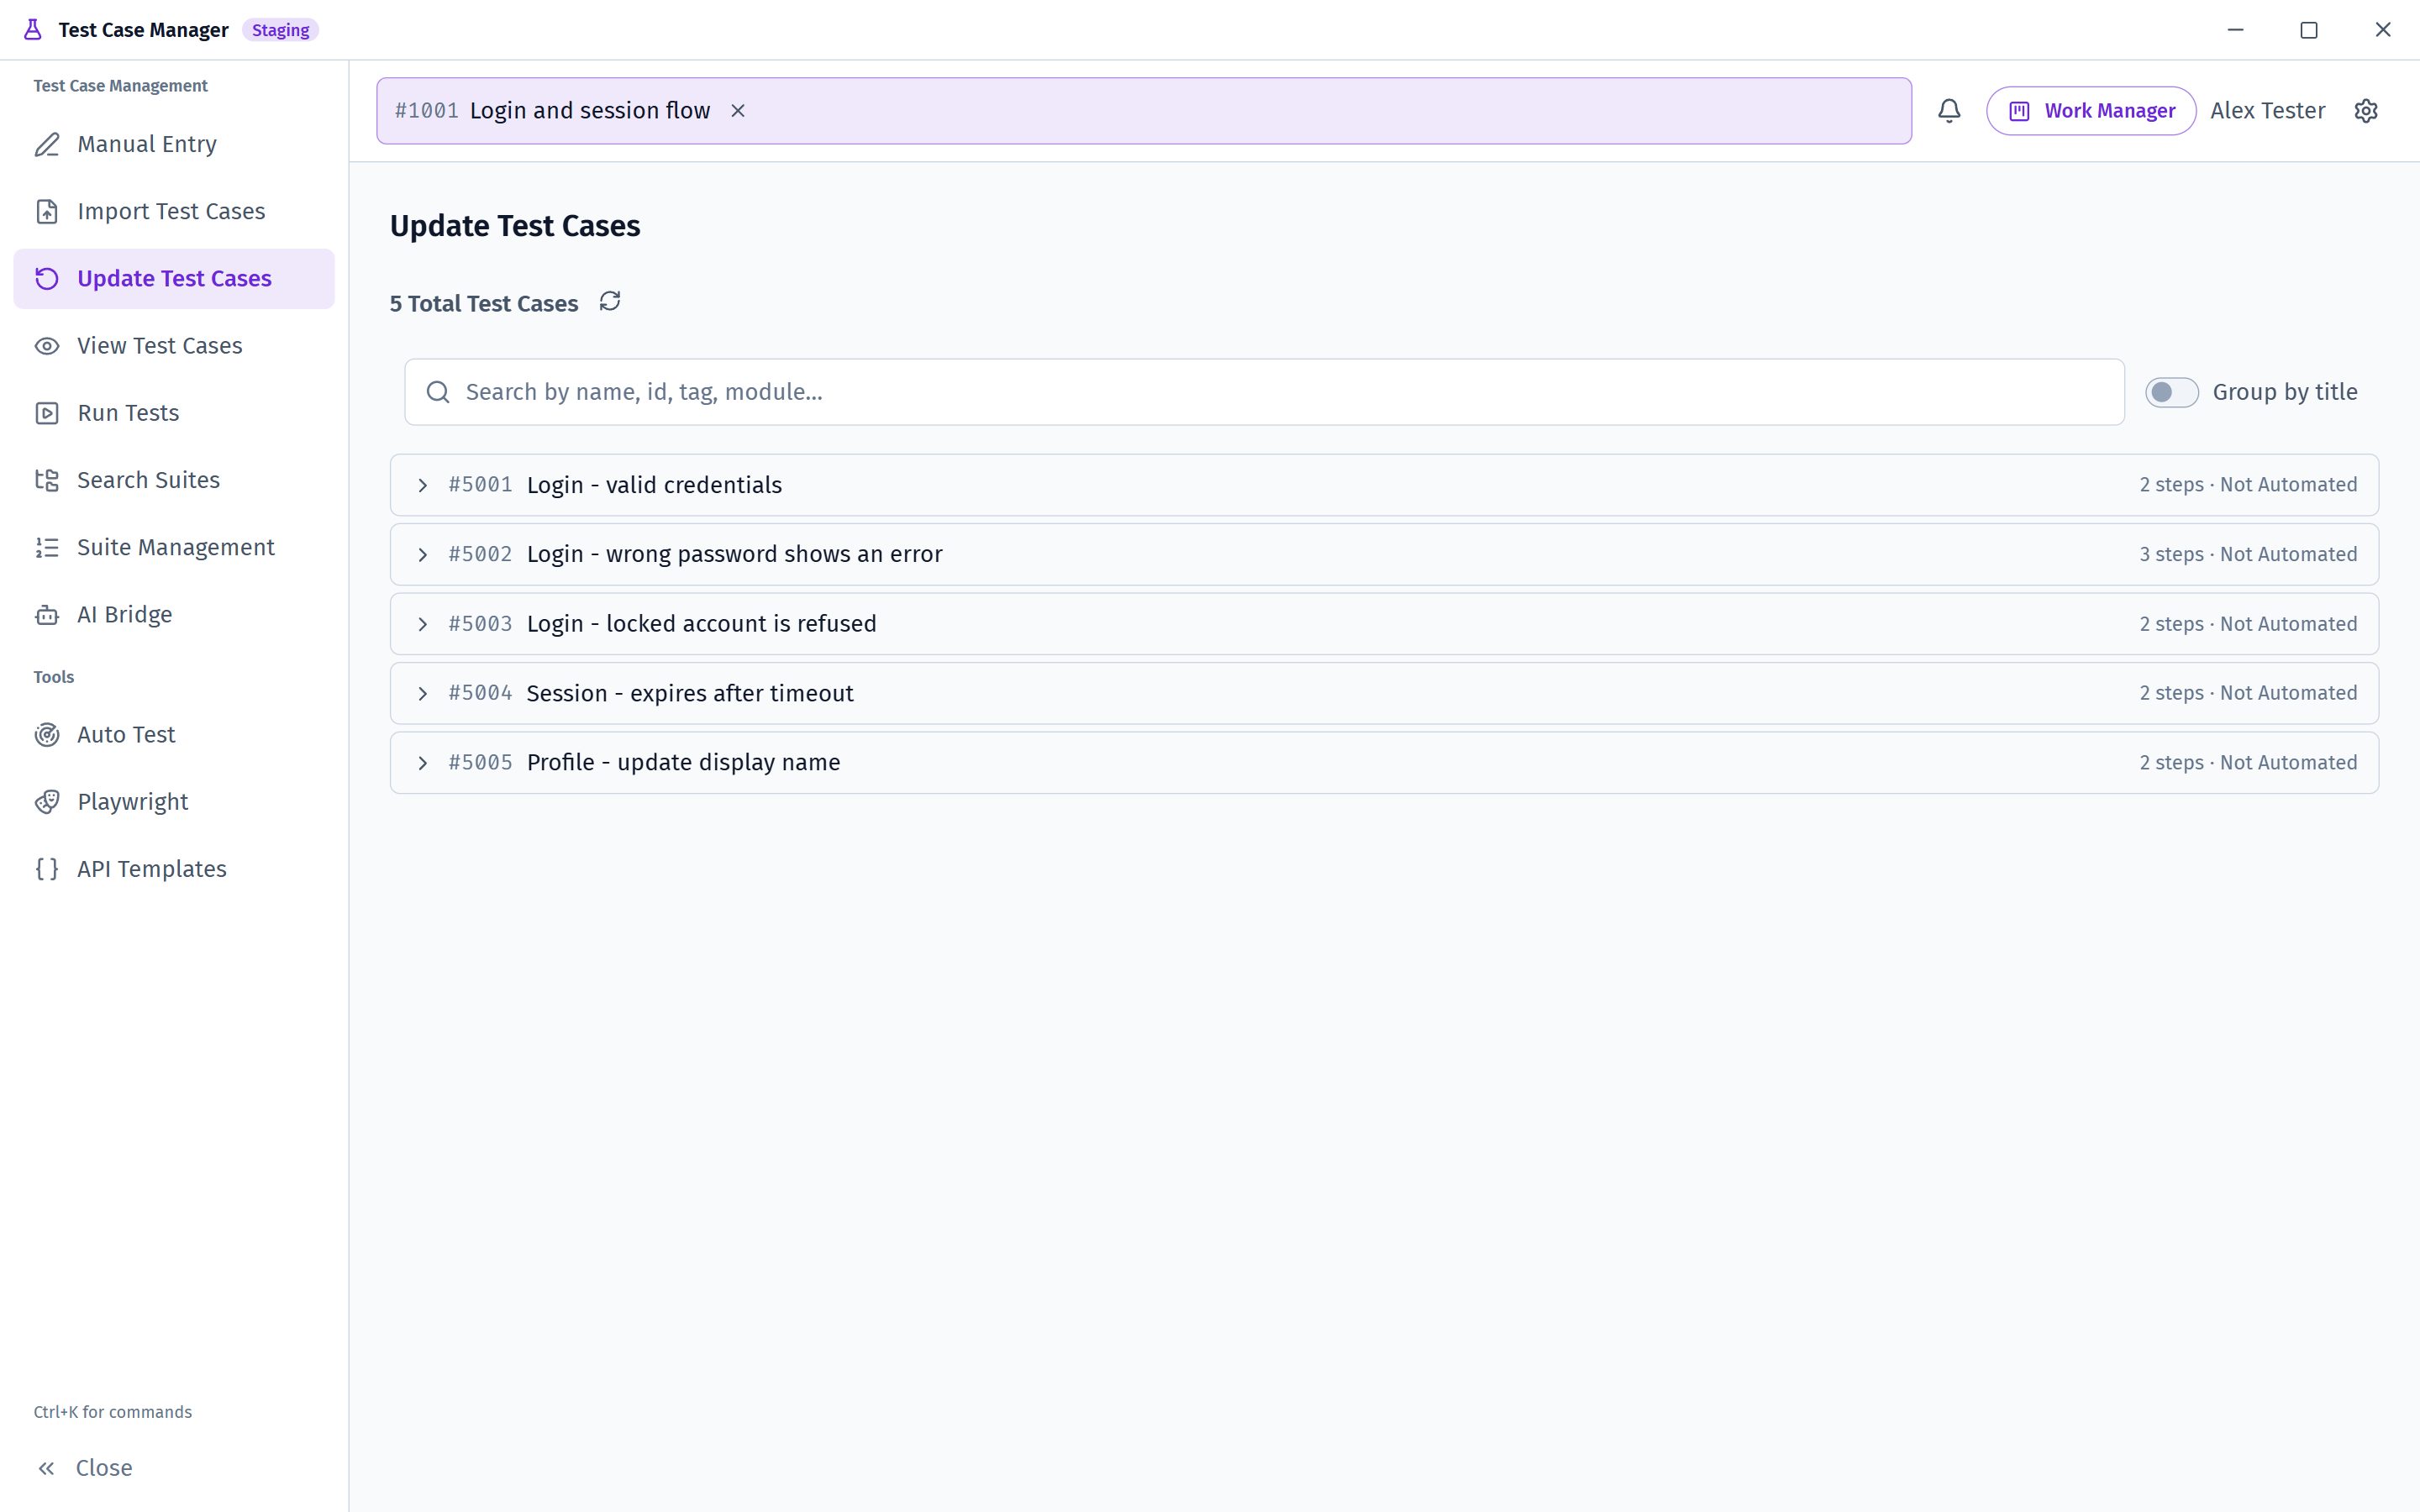 Test Case Manager Staging
Test Case Management
Manual Entry
Import Test Cases
Update Test Cases
View Test Cases
Run Tests
Search Suites
Suite Management
AI Bridge
Tools
Auto Test
Playwright
API Templates
Ctrl+K for commands
Close
#1001 Login and session flow
Work Manager Alex Tester
Update Test Cases
5 Total Test Cases
Search by name, id, tag, module...
Group by title
#5001 Login - valid credentials 2 steps · Not Automated
#5002 Login - wrong password shows an error 3 steps · Not Automated
#5003 Login - locked account is refused 2 steps · Not Automated
#5004 Session - expires after timeout 2 steps · Not Automated
#5005 Profile - update display name 2 steps · Not Automated